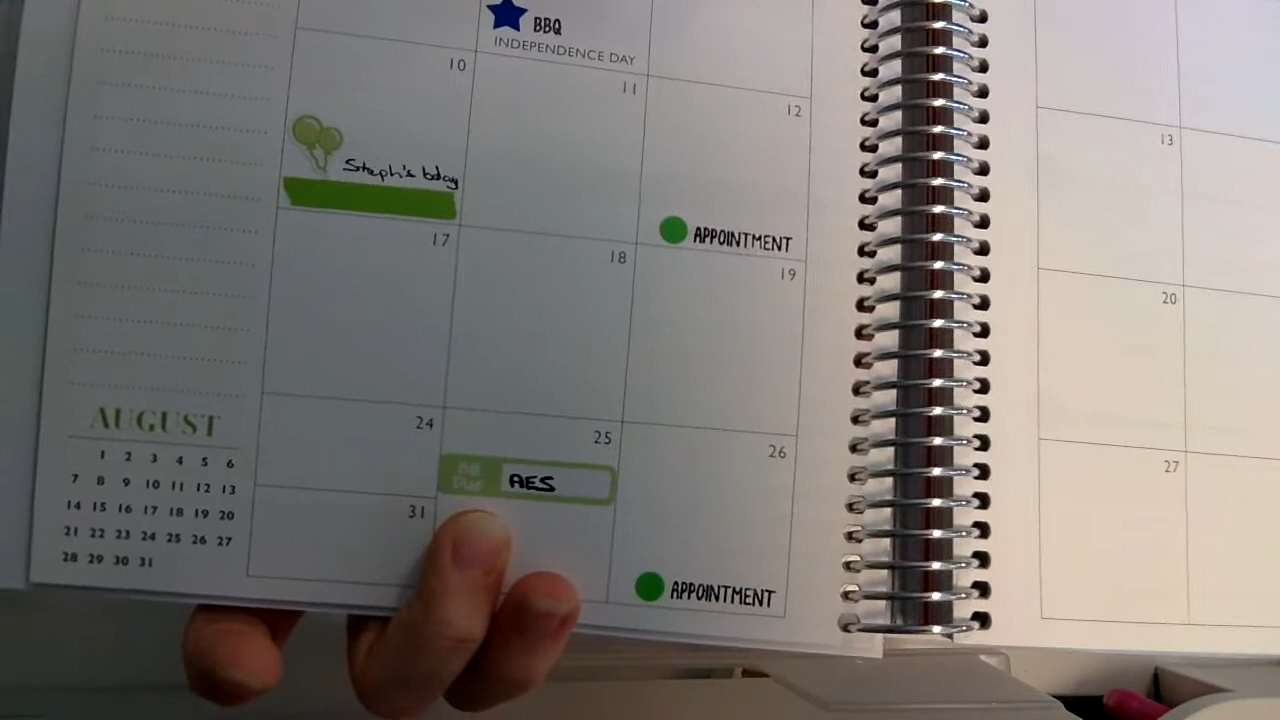 BBQ
INDEPENDENCE DAY
10
11
12
13
Steph's bday
APPOINTMENT
17
18
19
20
24
25
26
27
AES
31
APPOINTMENT
AUGUST
1 2 3 4 5 6
7 8 9 10 11 12 13
14 15 16 17 18 19 20
21 22 23 24 25 26 27
28 29 30 31